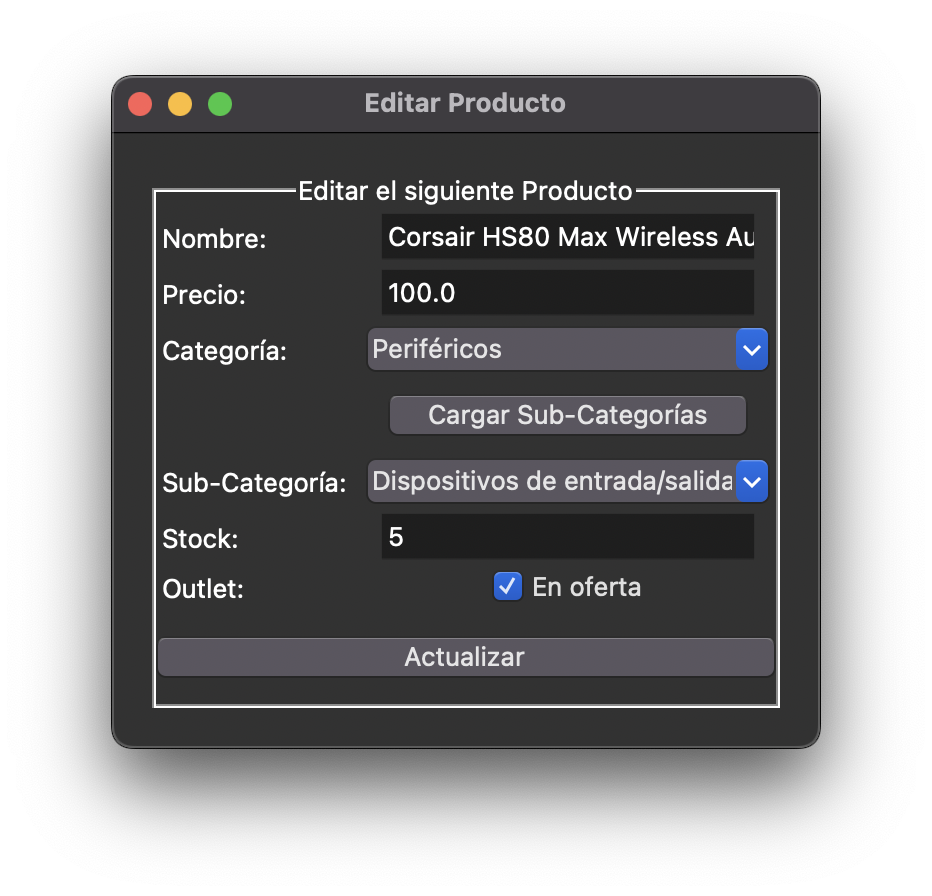 Editar Producto
Editar el siguiente Producto
Nombre: Corsair HS80 Max Wireless Au
Precio: 100.0
Categoría: Periféricos
Cargar Sub-Categorías
Sub-Categoría: Dispositivos de entrada/salida
Stock: 5
Outlet: En oferta
Actualizar